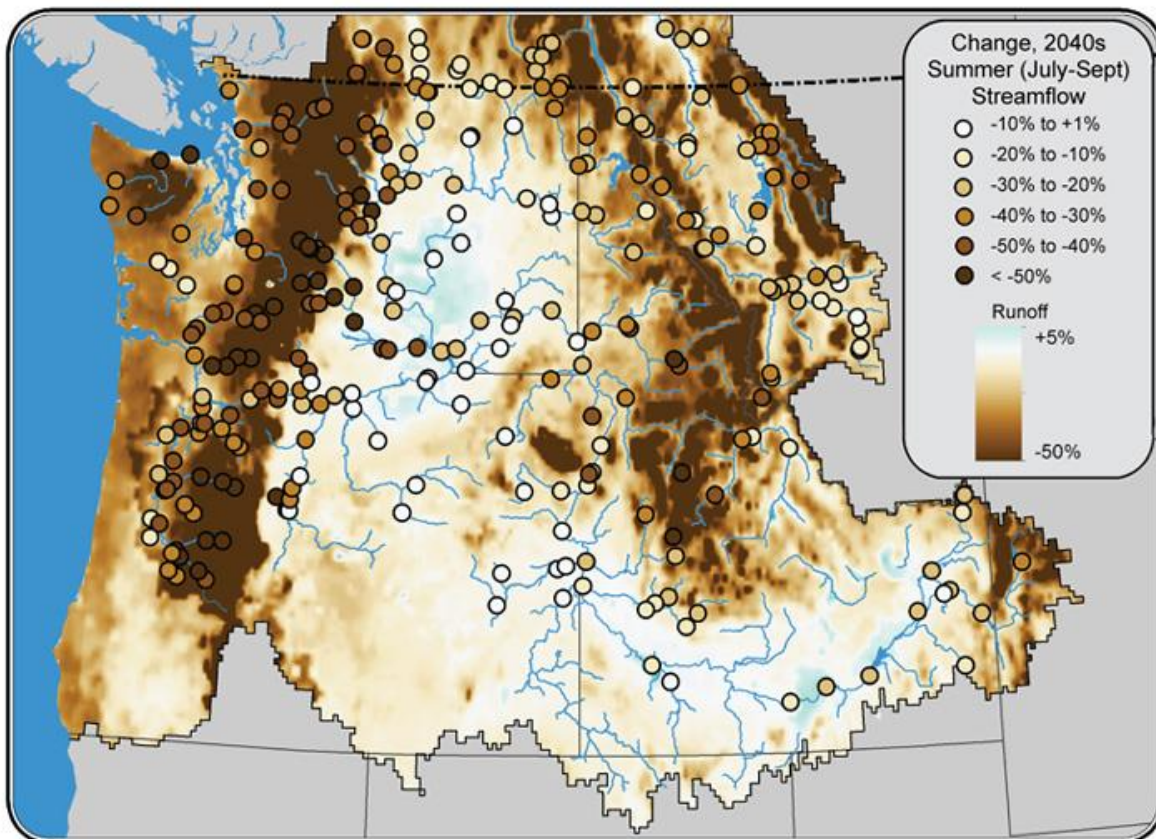 Change, 2040s
Summer (July-Sept)
Streamflow
-10% to +1%
-20% to -10%
-30% to -20%
-40% to -30%
-50% to -40%
< -50%
Runoff
+5%
-50%